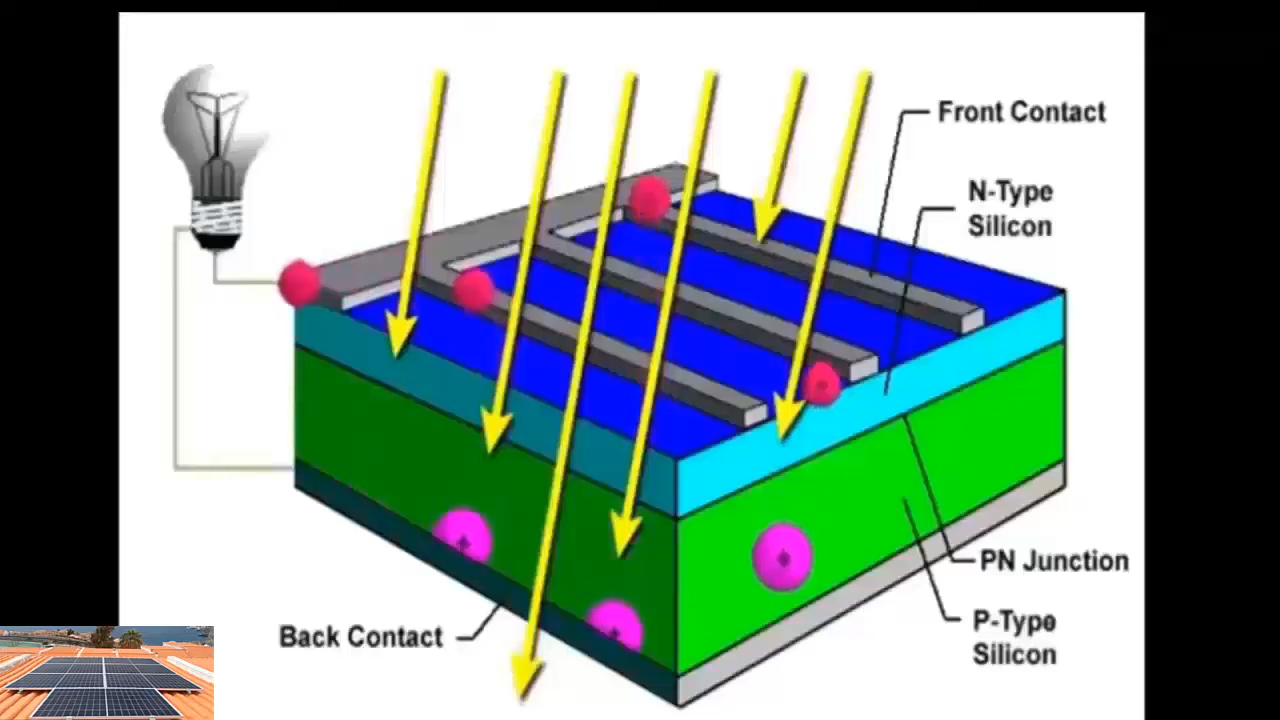 Front Contact
N-Type
Silicon
PN Junction
Back Contact
P-Type
Silicon